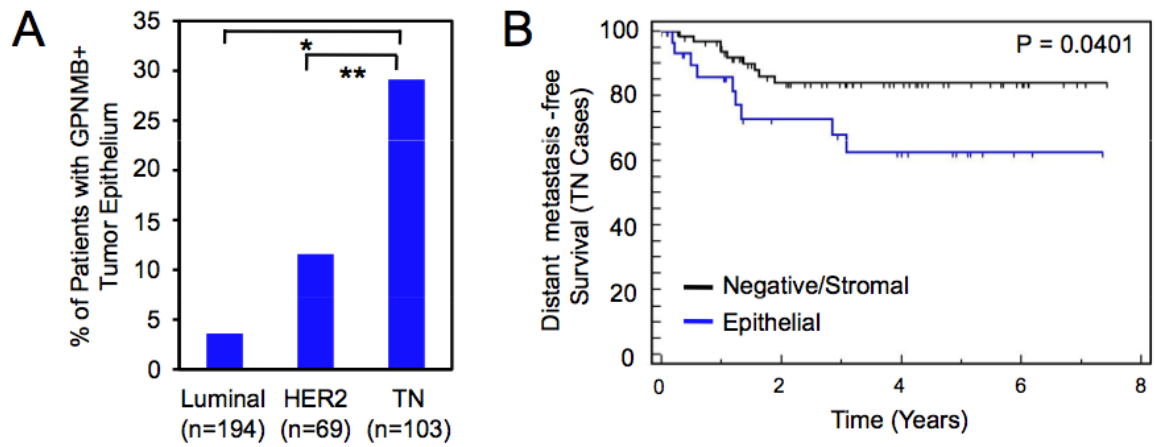 A
% of Patients with GPNMB+
Tumor Epithelium
35
30
25
20
15
10
5
0
*
**
Luminal
(n=194)
HER2
(n=69)
TN
(n=103)
B
Distant metastasis -free
Survival (TN Cases)
100
80
60
40
20
0
P = 0.0401
Negative/Stromal
Epithelial
0
2
4
6
8
Time (Years)